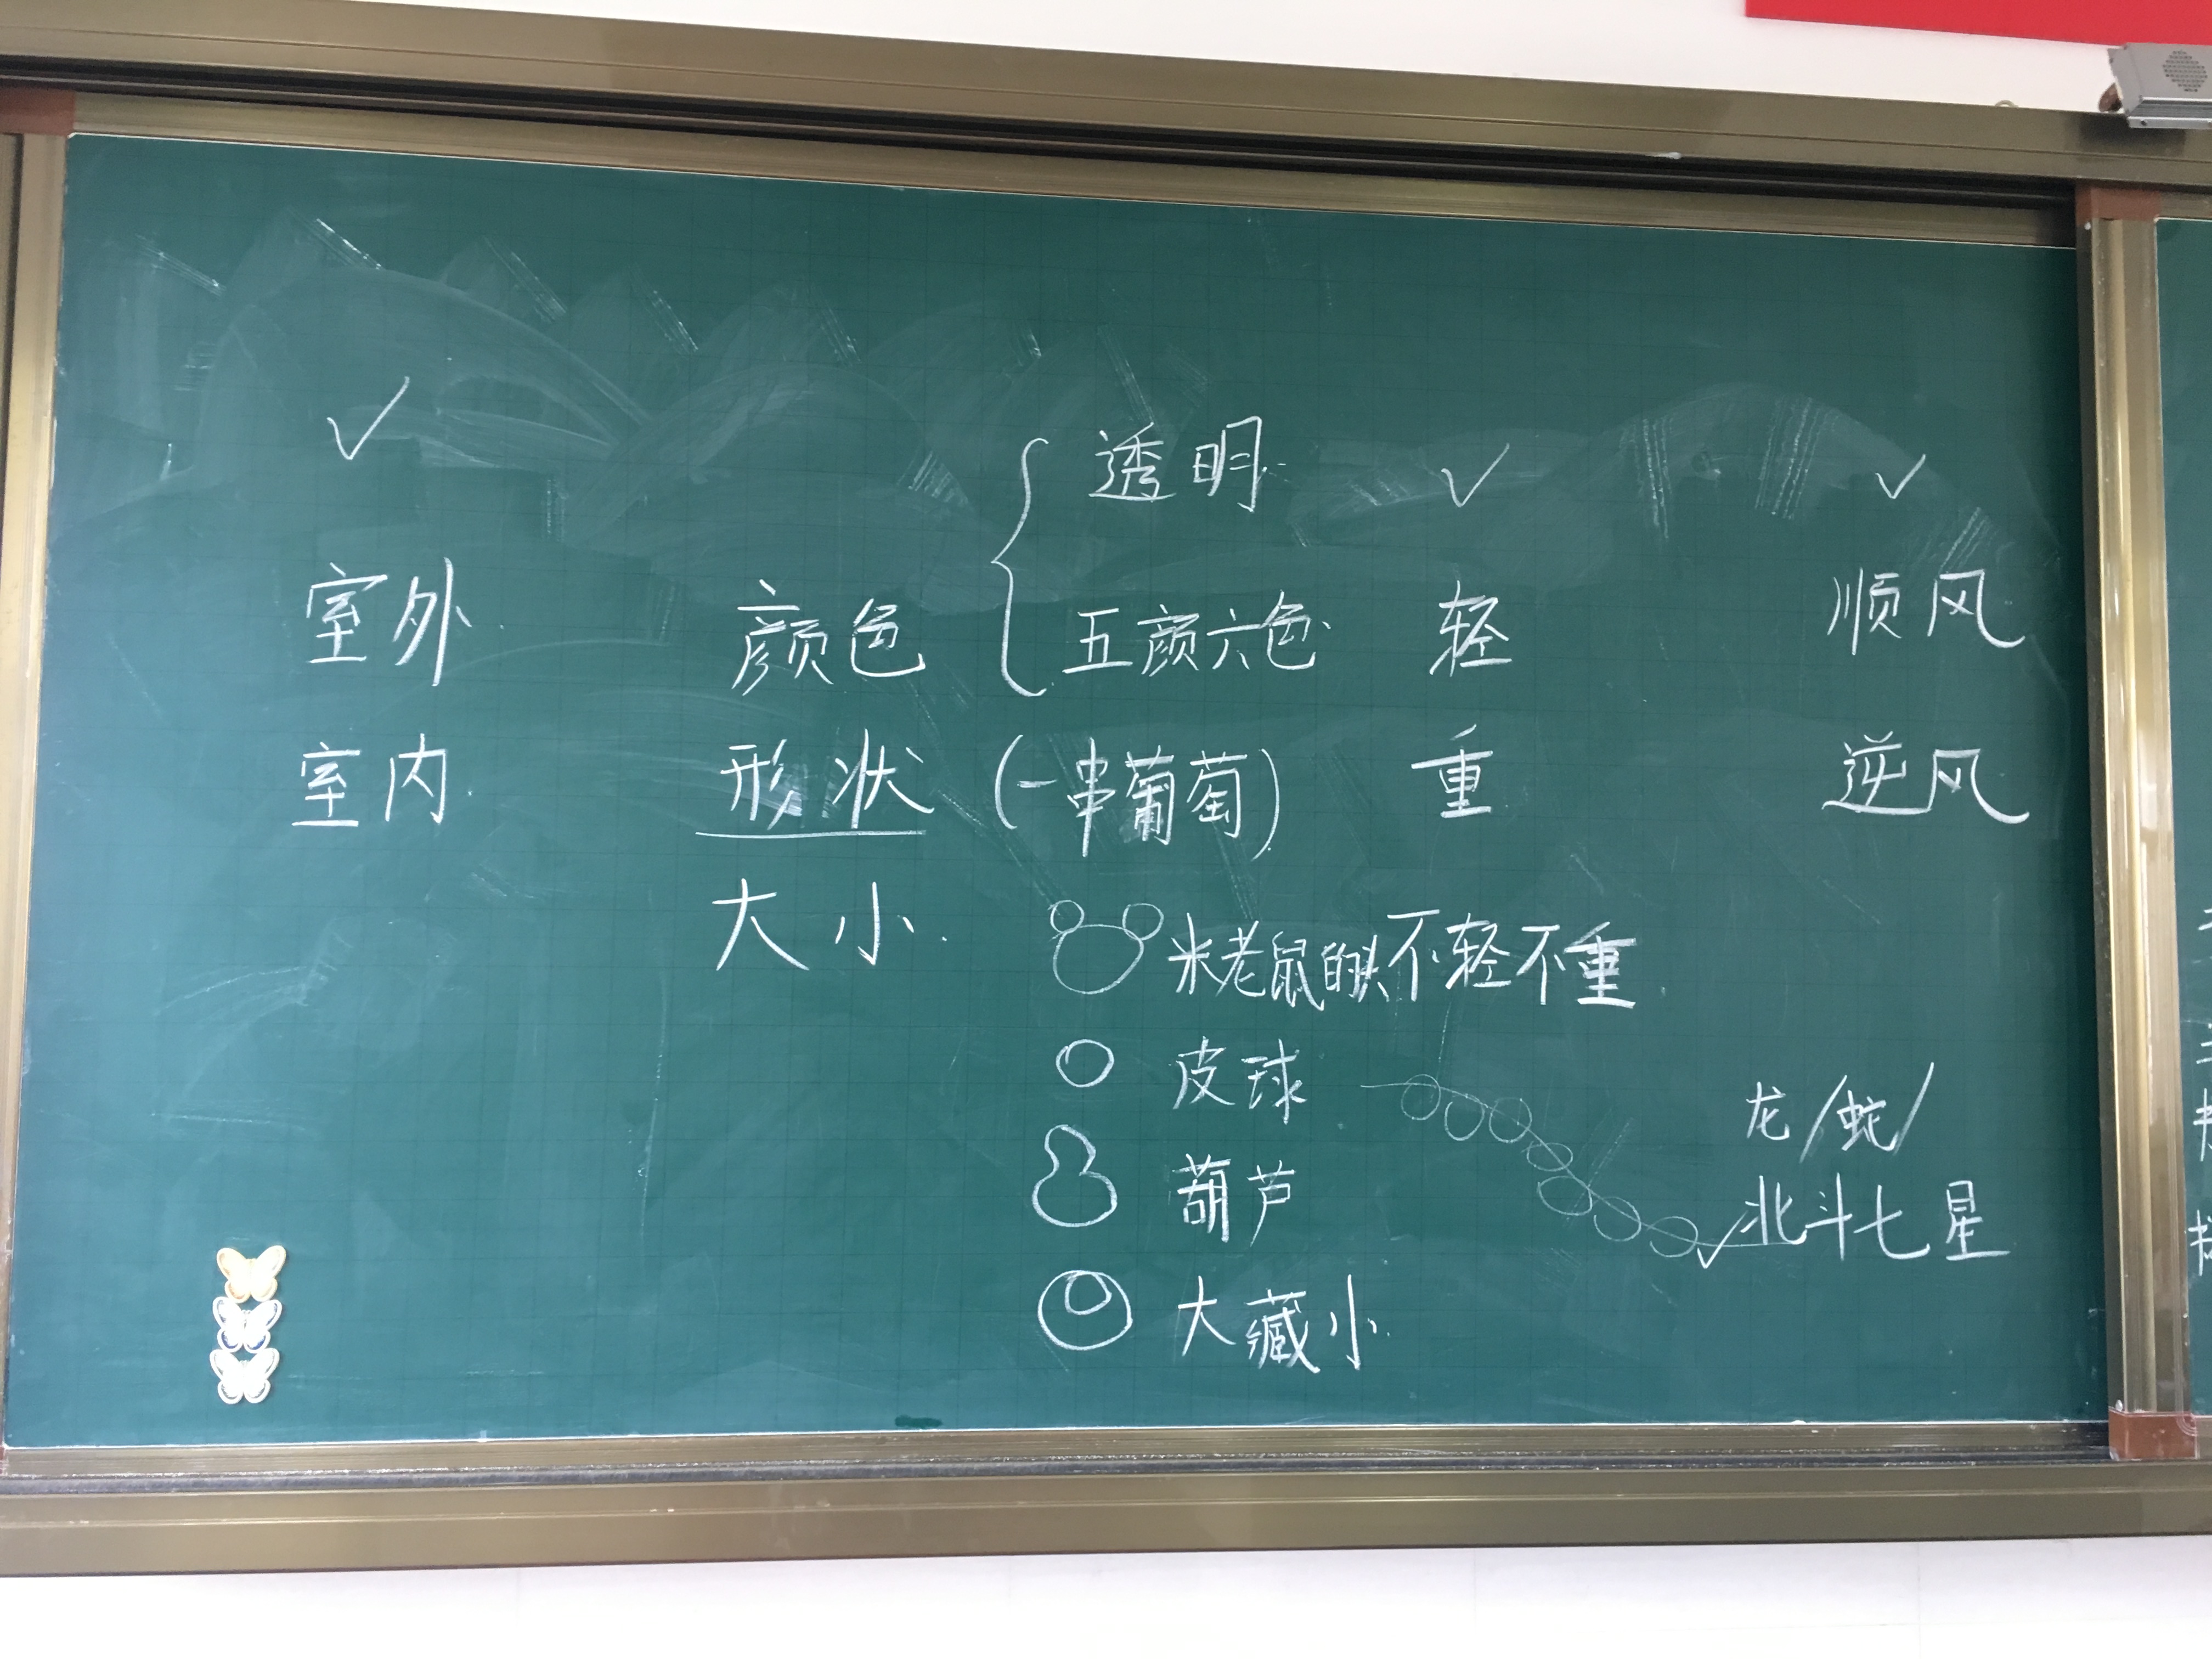 透明
室外 颜色 五颜六色 轻 顺风
室内 形状 (一串葡萄) 重 逆风
大小
米老鼠的头 不轻不重
皮球
龙/蛇/
葫芦 北斗七星
大藏小